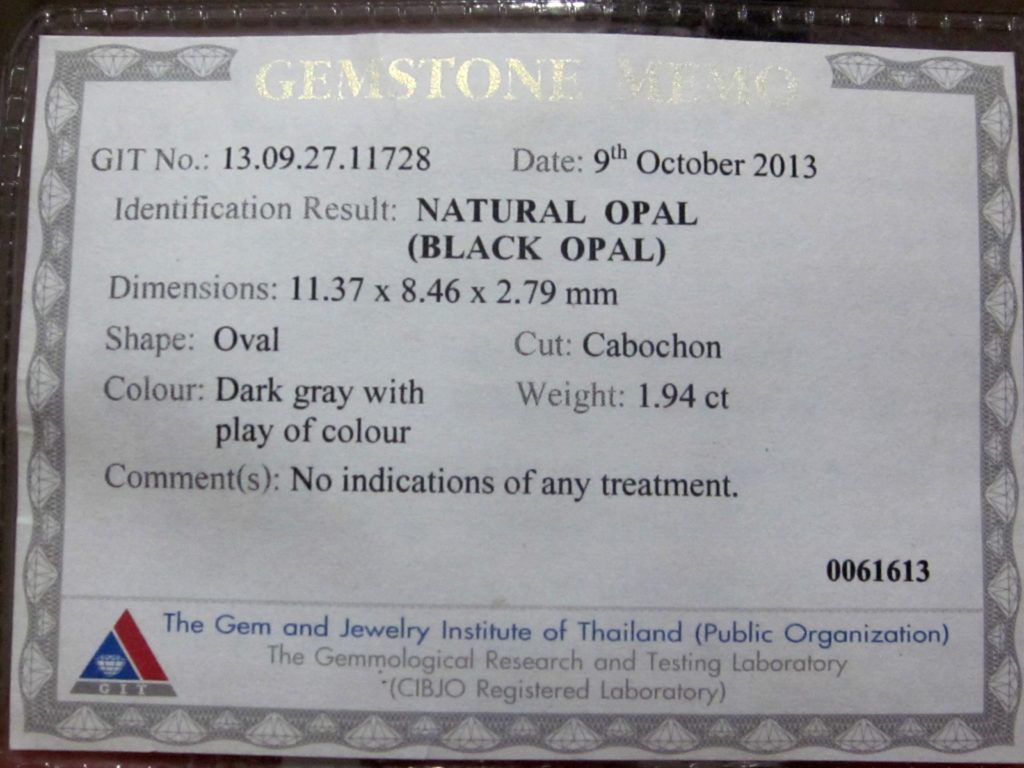 GEMSTONE MEMO
GIT No.: 13.09.27.11728 Date: 9th October 2013
Identification Result: NATURAL OPAL
(BLACK OPAL)
Dimensions: 11.37 x 8.46 x 2.79 mm
Shape: Oval Cut: Cabochon
Colour: Dark gray with Weight: 1.94 ct
play of colour
Comment(s): No indications of any treatment.
0061613
The Gem and Jewelry Institute of Thailand (Public Organization)
The Gemmological Research and Testing Laboratory
GIT (CIBJO Registered Laboratory)